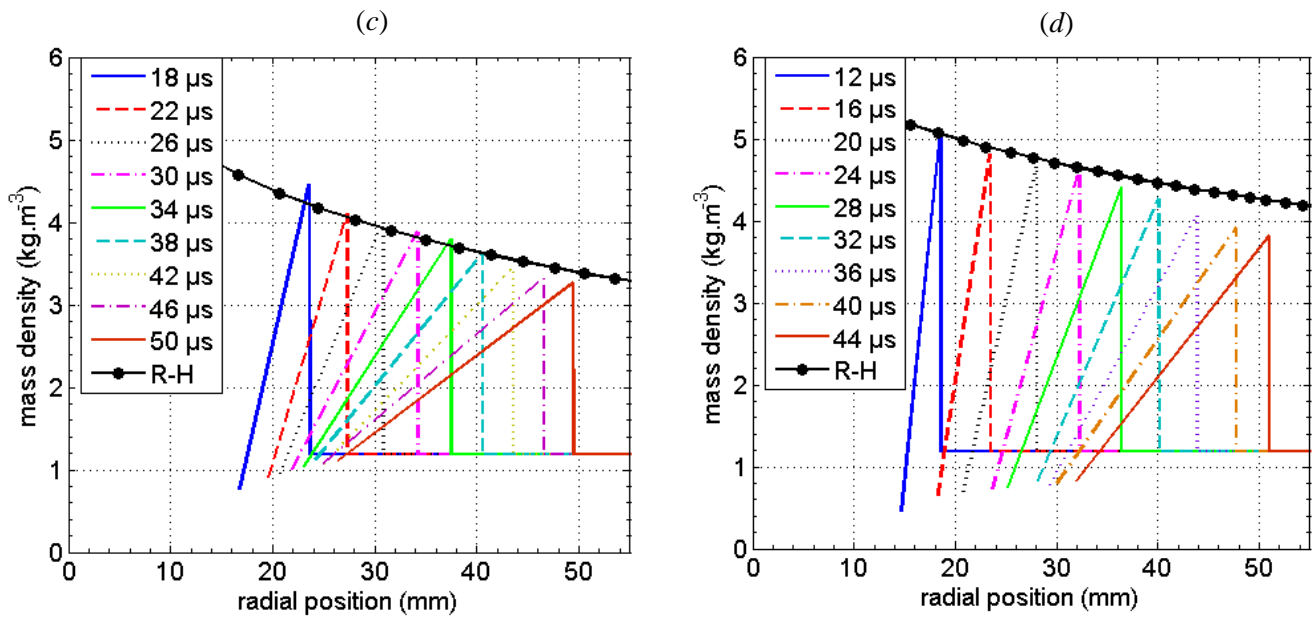 (c)
6
5
4
3
2
1
0
mass density (kg.m-3)
18 µs
22 µs
26 µs
30 µs
34 µs
38 µs
42 µs
46 µs
50 µs
R-H
0
10
20
30
40
50
radial position (mm)
(d)
6
5
4
3
2
1
0
mass density (kg.m-3)
12 µs
16 µs
20 µs
24 µs
28 µs
32 µs
36 µs
40 µs
44 µs
R-H
0
10
20
30
40
50
radial position (mm)